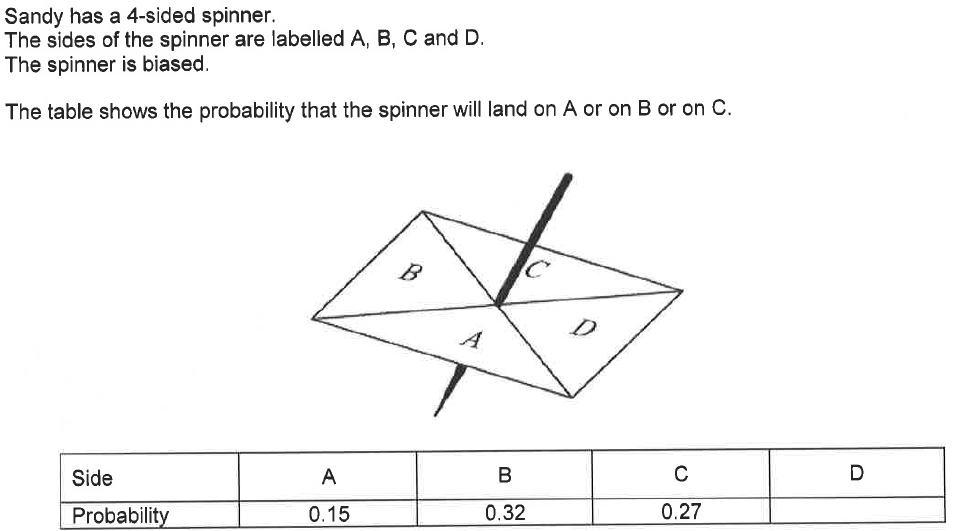 Sandy has a 4-sided spinner.
The sides of the spinner are labelled A, B, C and D.
The spinner is biased.
The table shows the probability that the spinner will land on A or on B or on C.
B
C
A
D
Side A B C D
Probability 0.15 0.32 0.27